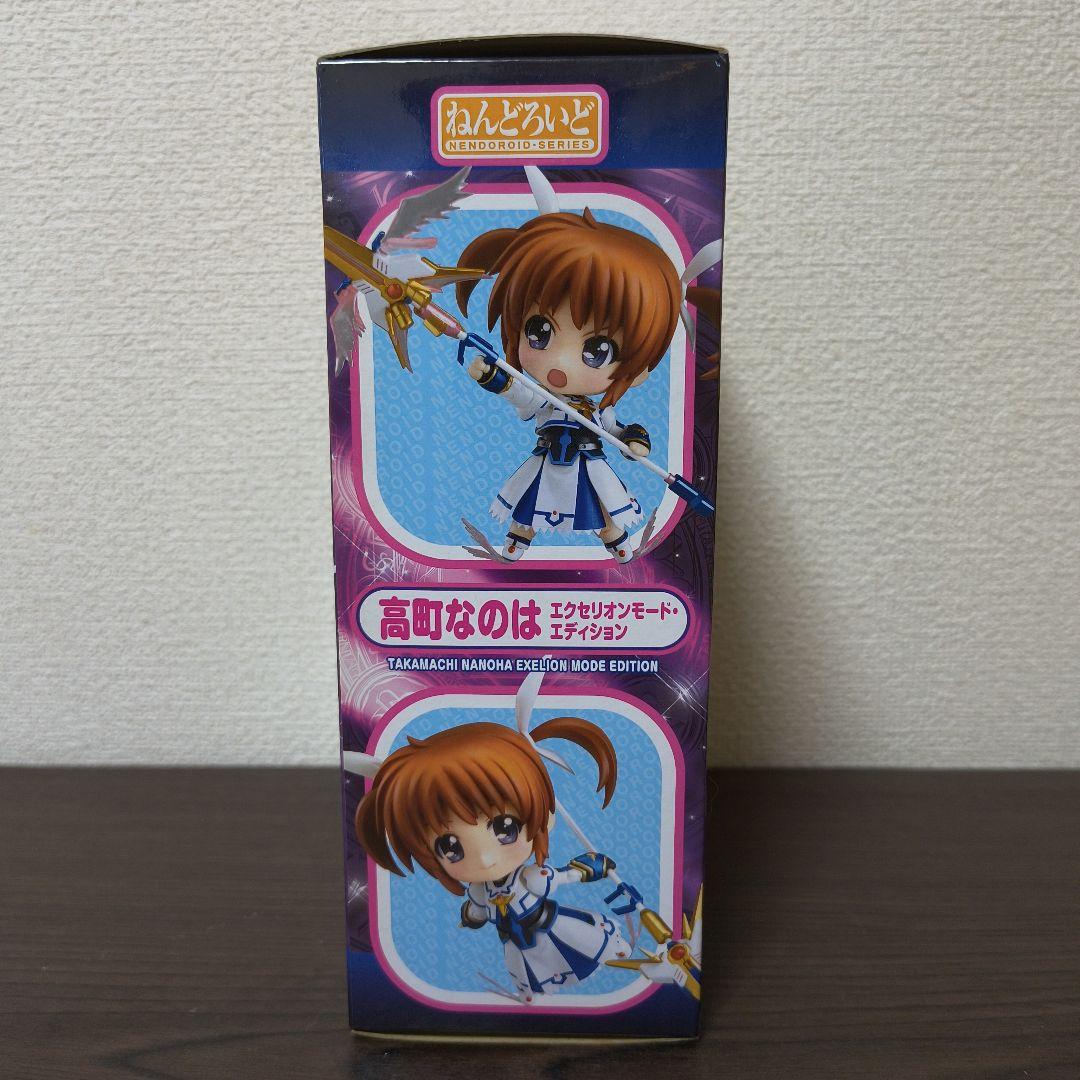 ねんどろいど
NENDOROID・SERIES
高町なのは エクセリオンモード・
エディション
TAKAMACHI NANOHA EXELION MODE EDITION